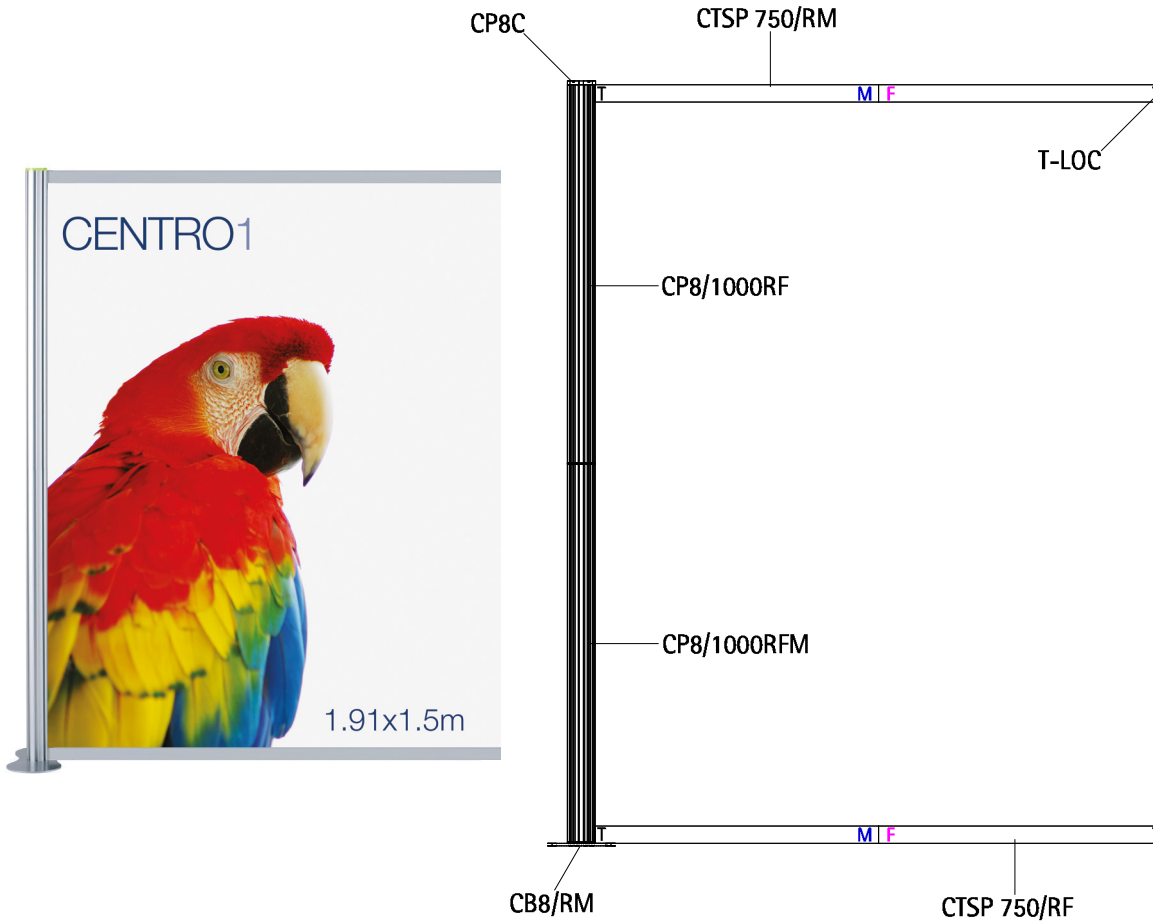 CP8C
CTSP 750/RM
T M F
T-LOC
CENTRO1
CP8/1000RF
CP8/1000RFM
1.91x1.5m
T M F
CB8/RM
CTSP 750/RF